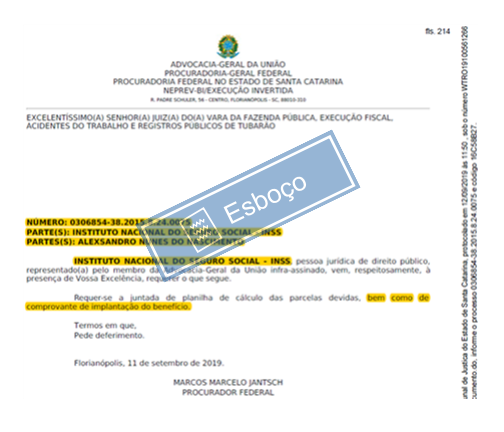 fls. 214
ADVOCACIA-GERAL DA UNIÃO
PROCURADORIA-GERAL FEDERAL
PROCURADORIA FEDERAL NO ESTADO DE SANTA CATARINA
NEPREV-BI/EXECUÇÃO INVERTIDA
R. PADRE SCHULER, 56 - CENTRO, FLORIANÓPOLIS - SC, 88010-310
EXCELENTÍSSIMO(A) SENHOR(A) JUIZ(A) DO(A) VARA DA FAZENDA PÚBLICA, EXECUÇÃO FISCAL,
ACIDENTES DO TRABALHO E REGISTROS PÚBLICOS DE TUBARÃO
Esboço
NÚMERO: 0306854-38.2015.8.24.0075
PARTE(S): INSTITUTO NACIONAL DO SEGURO SOCIAL - INSS
PARTES(S): ALEXSANDRO NUNES DO NASCIMENTO
INSTITUTO NACIONAL DO SEGURO SOCIAL - INSS, pessoa jurídica de direito público,
representado(a) pelo membro da Advocacia-Geral da União infra-assinado, vem, respeitosamente, à
presença de Vossa Excelência, requerer o que segue.
Requer-se a juntada de planilha de cálculo das parcelas devidas, bem como de
comprovante de implantação do benefício.
Termos em que,
Pede deferimento.
Florianópolis, 11 de setembro de 2019.
MARCOS MARCELO JANTSCH
PROCURADOR FEDERAL
de Justica do Estado de Santa Catarina, protocolado em 12/09/2019 às 11:50 , sob o número WTRO19100561266
do, informe o processo 0306854-38.2015.8.24.0075 e código 16C58B27.